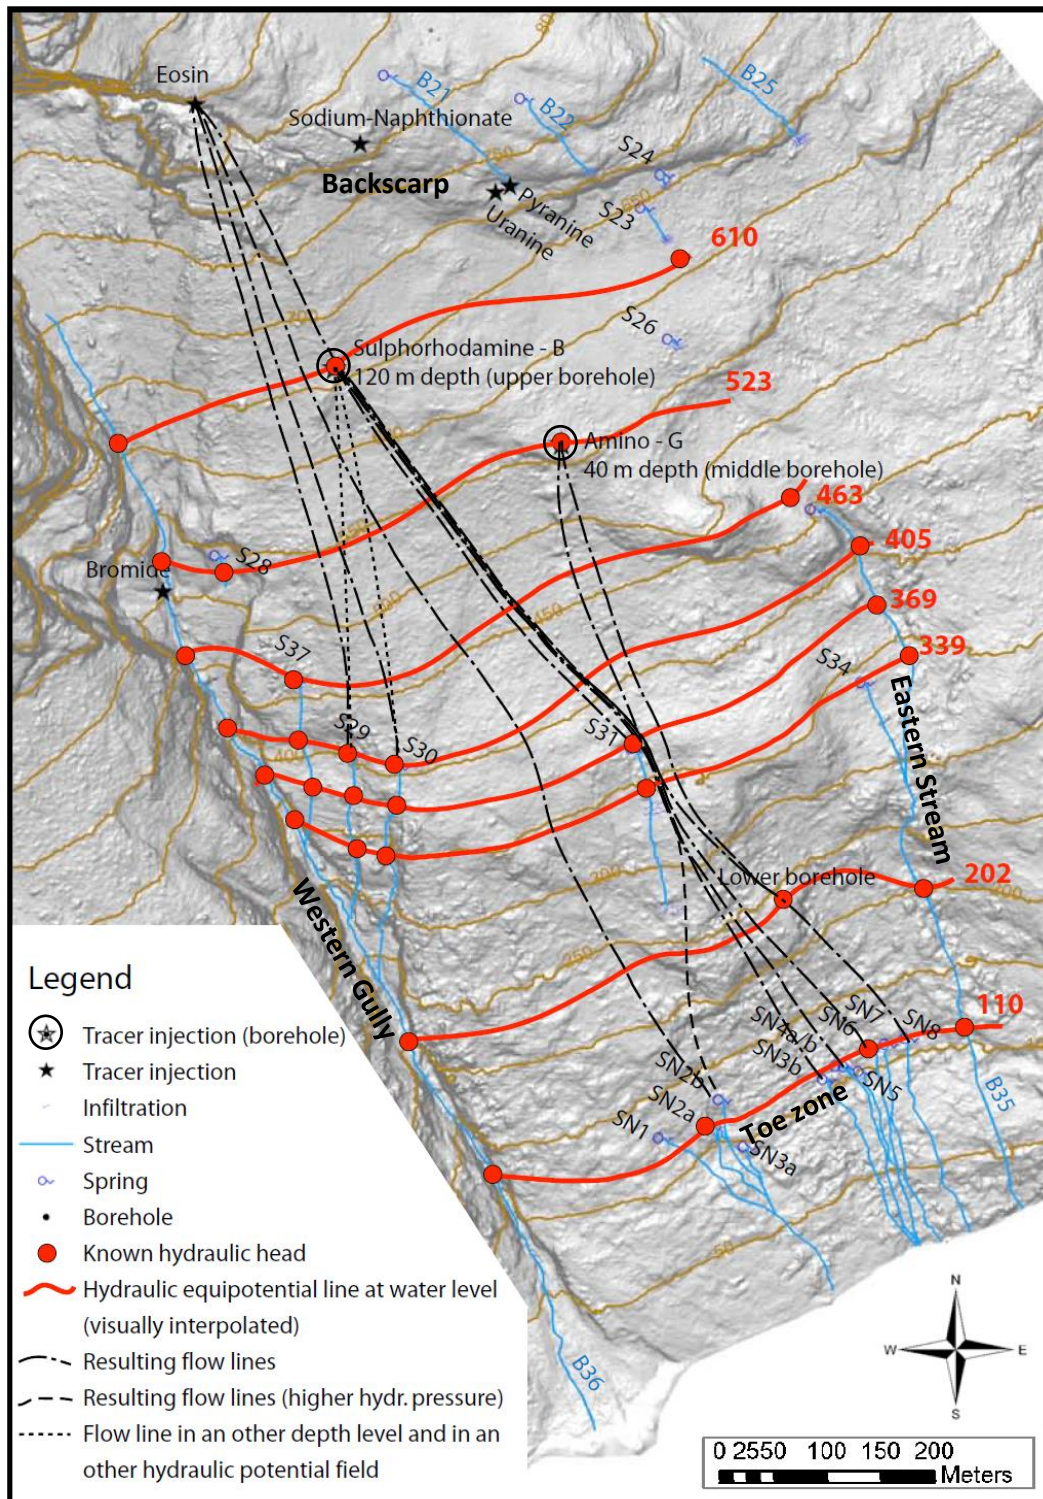 80
Eosin
B21
B25
Sodium-Naphthionate
B22
S24
Backscarp
Pyranine
Uranine
S23
610
S26
Sulphorhodamine - B
120 m depth (upper borehole)
523
Amino - G
40 m depth (middle borehole)
463
405
S28
Bromide
450
369
339
S37
S34
S29
S30
S31
Eastern Stream
Lower borehole
202
200
250
Western Gully
110
SN7
SN8
SN6
SN4a/b
SN3b
SN5
SN2b
SN2a
SN1
Toe zone
SN3a
B35
50
B36
Legend
Tracer injection (borehole)
Tracer injection
Infiltration
Stream
Spring
Borehole
Known hydraulic head
Hydraulic equipotential line at water level
(visually interpolated)
Resulting flow lines
Resulting flow lines (higher hydr. pressure)
Flow line in an other depth level and in an
other hydraulic potential field
N
W E
S
0 2550 100 150 200
Meters